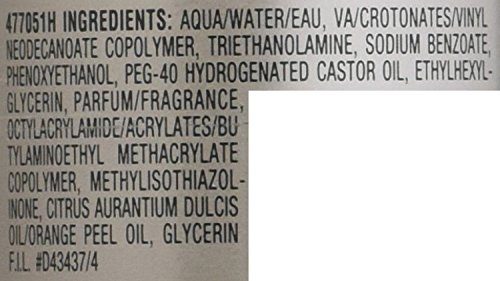 477051H INGREDIENTS: AQUA/WATER/EAU, VA/CROTONATES/VINYL
NEODECANOATE COPOLYMER, TRIETHANOLAMINE, SODIUM BENZOATE,
PHENOXYETHANOL, PEG-40 HYDROGENATED CASTOR OIL, ETHYLHEXYL-
GLYCERIN, PARFUM/FRAGRANCE,
OCTYLACRYLAMIDE/ACRYLATES/BU
TYLAMINOETHYL METHACRYLATE
COPOLYMER, METHYLISOTHIAZOL-
INONE, CITRUS AURANTIUM DULCIS
OIL/ORANGE PEEL OIL, GLYCERIN
F.I.L. #D43437/4